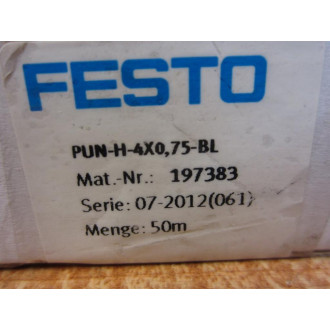 FESTO
PUN-H-4X0,75-BL
Mat.-Nr.: 197383
Serie: 07-2012(061)
Menge: 50m